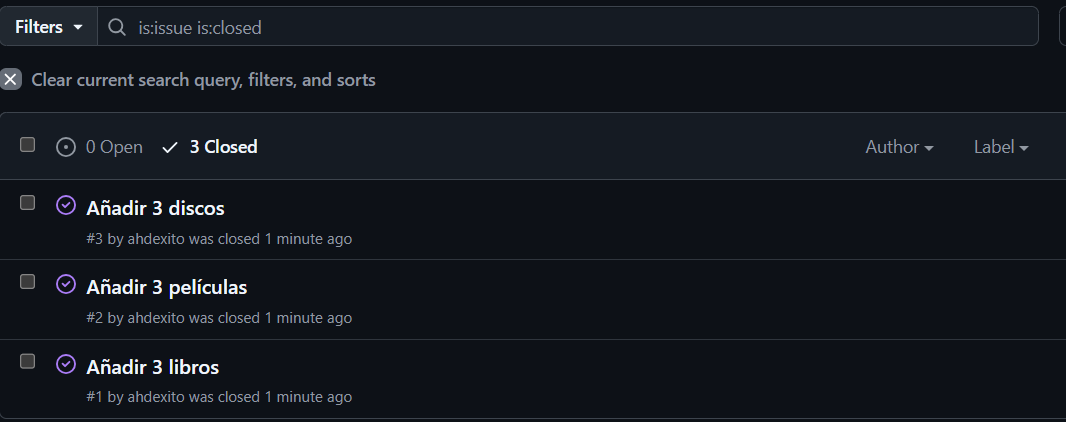 Filters is:issue is:closed
Clear current search query, filters, and sorts
0 Open 3 Closed Author Label
Añadir 3 discos
#3 by ahdexito was closed 1 minute ago
Añadir 3 películas
#2 by ahdexito was closed 1 minute ago
Añadir 3 libros
#1 by ahdexito was closed 1 minute ago